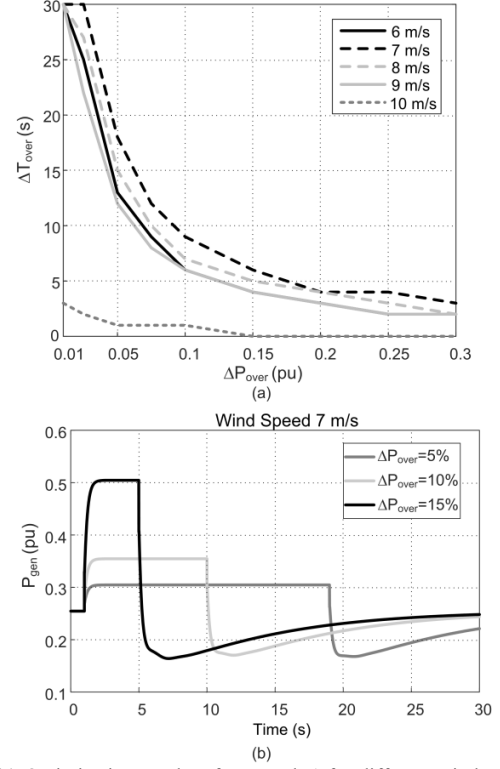 30
25
20
15
10
5
0
ΔT_over (s)
6 m/s
7 m/s
8 m/s
9 m/s
10 m/s
0.01 0.05 0.1 0.15 0.2 0.25 0.3
ΔP_over (pu)
(a)
Wind Speed 7 m/s
0.6
0.5
0.4
0.3
0.2
0.1
P_gen (pu)
ΔP_over=5%
ΔP_over=10%
ΔP_over=15%
0 5 10 15 20 25 30
Time (s)
(b)